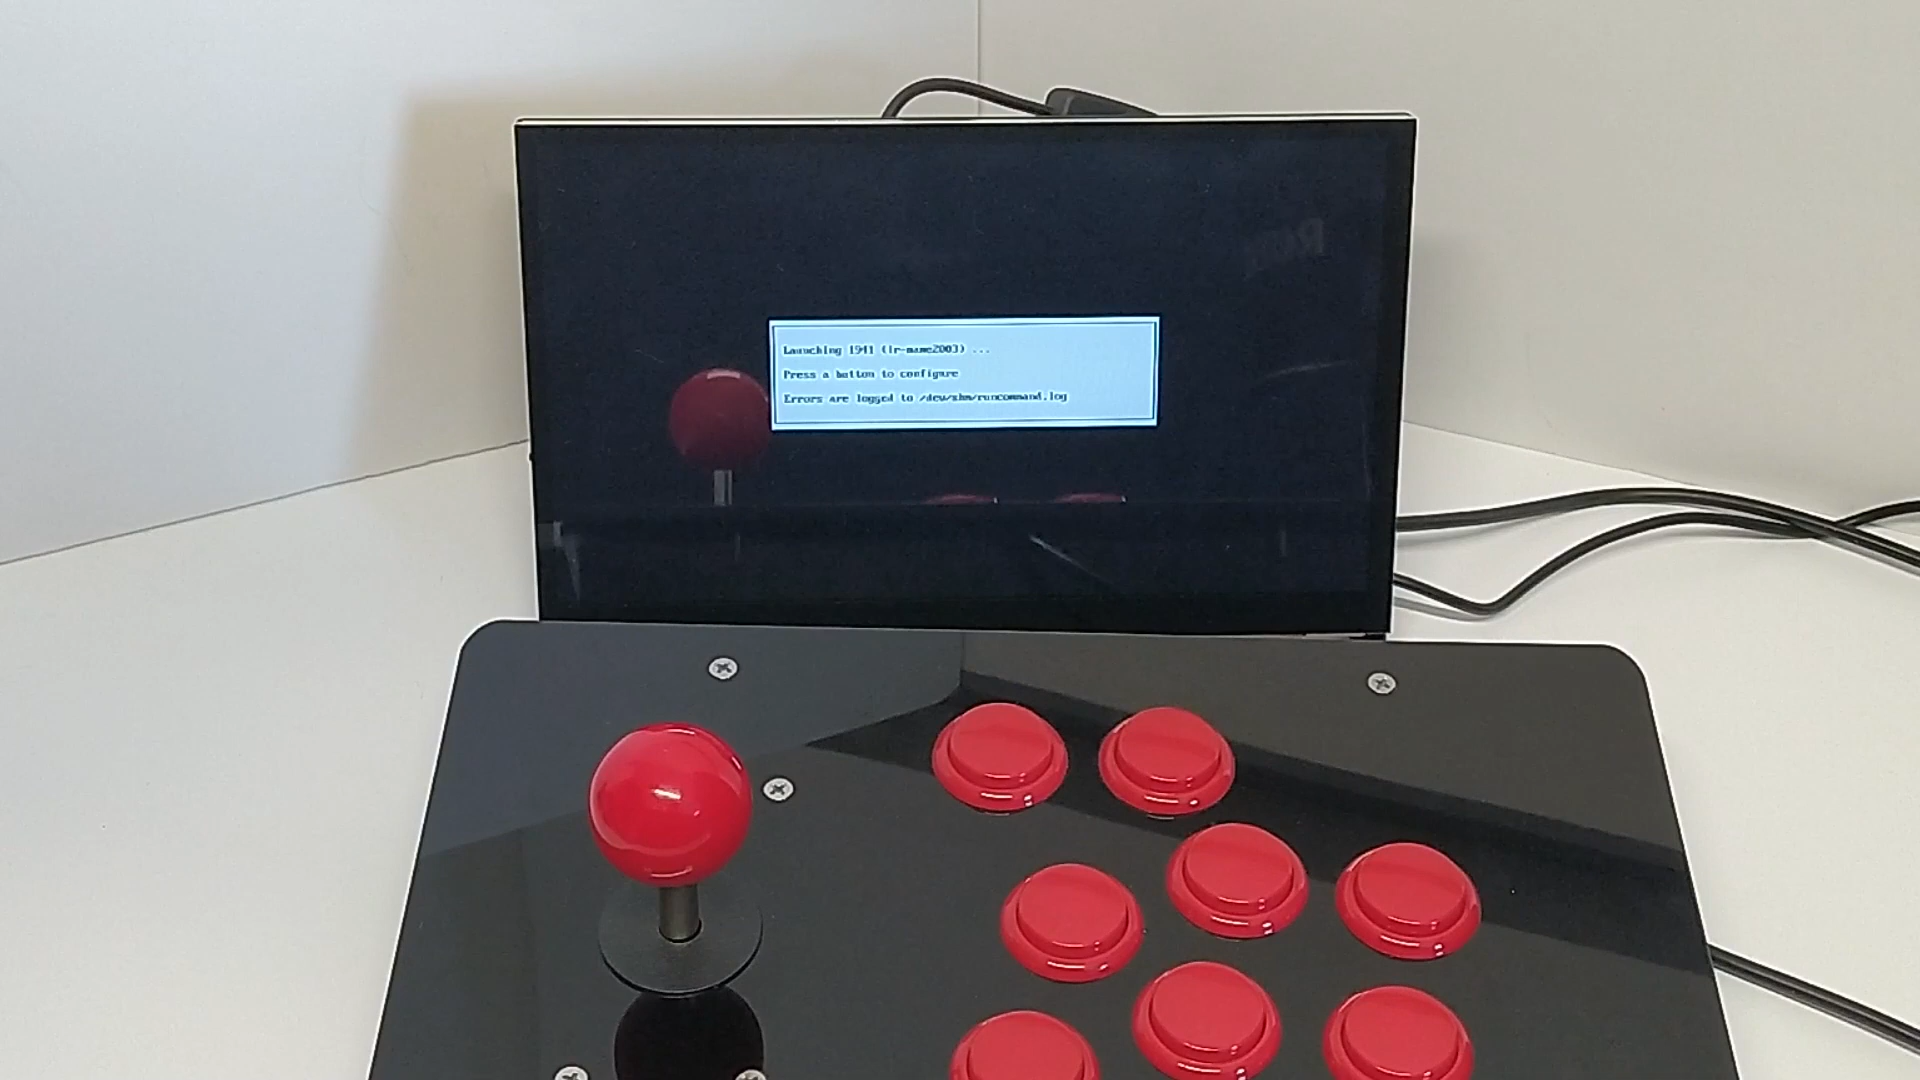 Launching 1941 (lr-mame2003) ...
Press a button to configure
Errors are logged to /dev/shm/runcommand.log